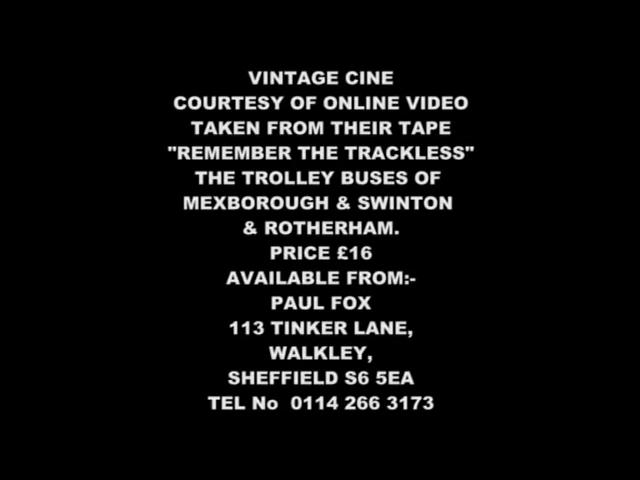 VINTAGE CINE
COURTESY OF ONLINE VIDEO
TAKEN FROM THEIR TAPE
"REMEMBER THE TRACKLESS"
THE TROLLEY BUSES OF
MEXBOROUGH & SWINTON
& ROTHERHAM.
PRICE £16
AVAILABLE FROM:-
PAUL FOX
113 TINKER LANE,
WALKLEY,
SHEFFIELD S6 5EA
TEL No 0114 266 3173